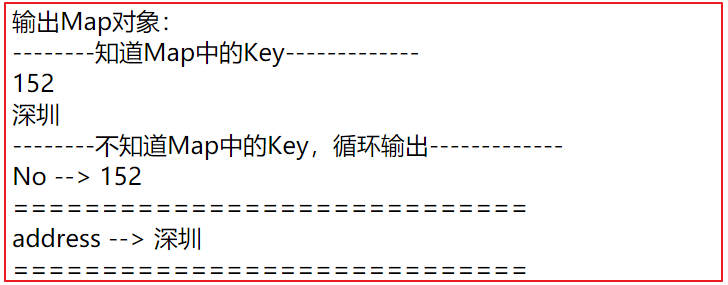 输出Map对象：
--------知道Map中的Key-------------
152
深圳
--------不知道Map中的Key，循环输出-------------
No --> 152
=============================
address --> 深圳
=============================